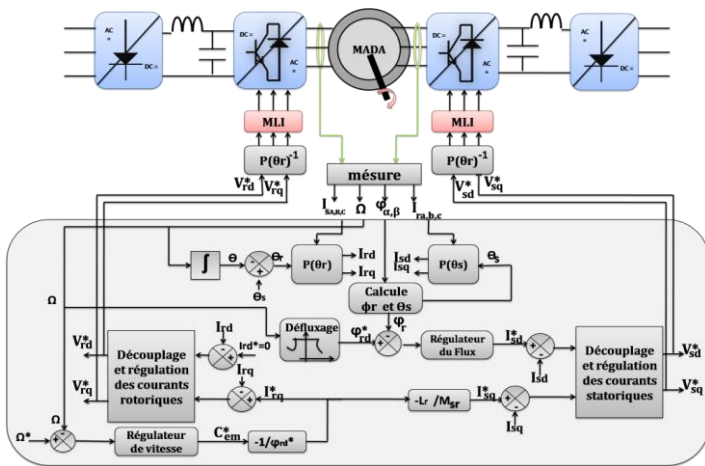 AC
=
DC =
DC =
AC
=
MADA
DC =
AC
=
AC
=
DC =
MLI
MLI
P(θr)⁻¹
P(θr)⁻¹
V*rd
V*rq
V*sd
V*sq
mésure
I sA,B,C
Ω
φα,β
I ra,b,c
∫
Θ
Θr
Θs
P(θr)
Ird
Irq
Isd
Isq
P(θs)
Θs
Calcule
ϕr et Θs
φr
Ω
Défluxage
φ*rd
Régulateur
du Flux
I*sd
Isd
V*rd
V*rq
Découplage
et régulation
des courants
rotoriques
Ird
Ird*=0
Irq
I*rq
-Lr /Msr
I*sq
Isq
Découplage
et régulation
des courants
statoriques
V*sd
V*sq
Ω
Ω*
Régulateur
de vitesse
C*em
-1/φrd*